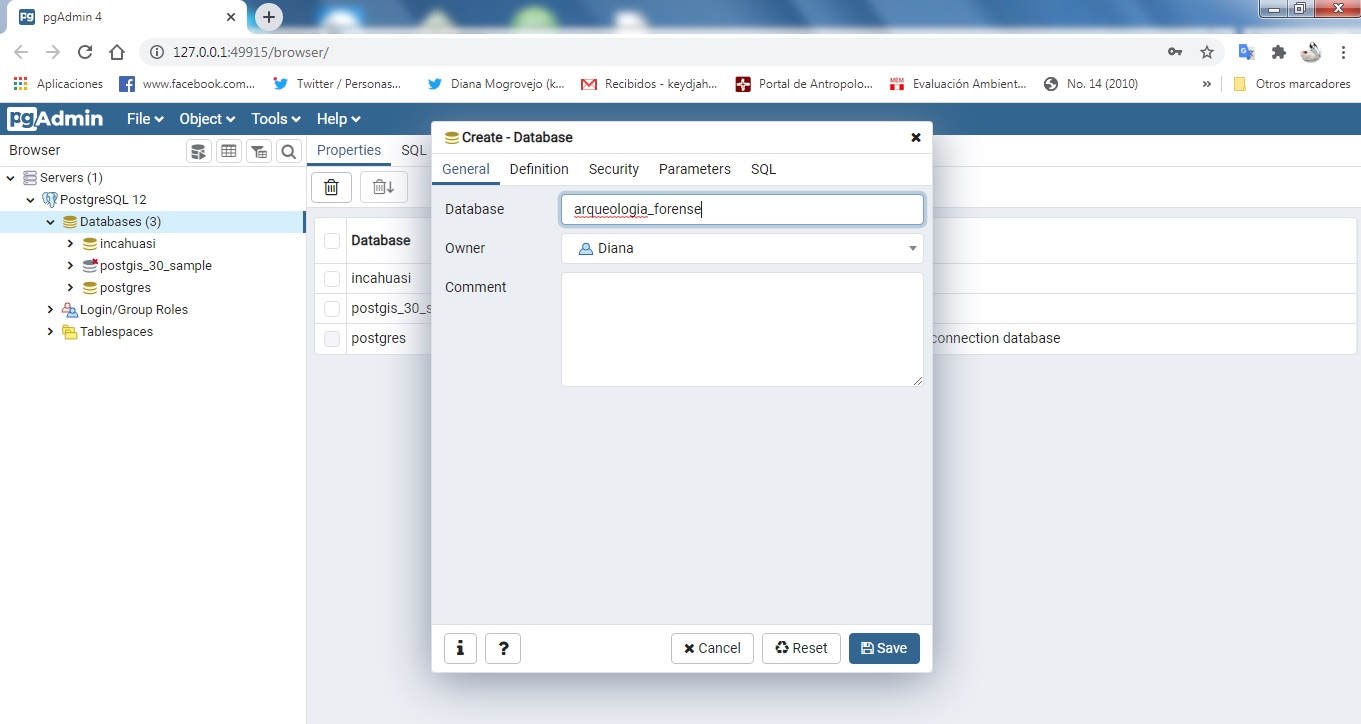 pgAdmin 4
127.0.0.1:49915/browser/
Aplicaciones www.facebook.com... Twitter / Personas... Diana Mogrovejo (k... Recibidos - keydjah... Portal de Antropolo... MEM Evaluación Ambient... No. 14 (2010) » Otros marcadores
pgAdmin File Object Tools Help
Browser
Servers (1)
PostgreSQL 12
Databases (3)
incahuasi
postgis_30_sample
postgres
Login/Group Roles
Tablespaces
Properties SQL
Database
incahuasi
postgis_30_s
postgres connection database
Create - Database
General Definition Security Parameters SQL
Database arqueologia_forense
Owner Diana
Comment
i ? Cancel Reset Save